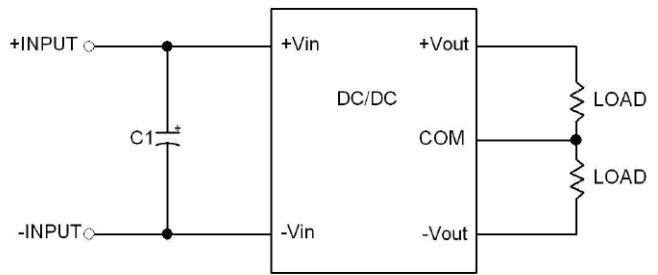 +INPUT
+Vin
+Vout
DC/DC
LOAD
C1
+
COM
LOAD
-INPUT
-Vin
-Vout